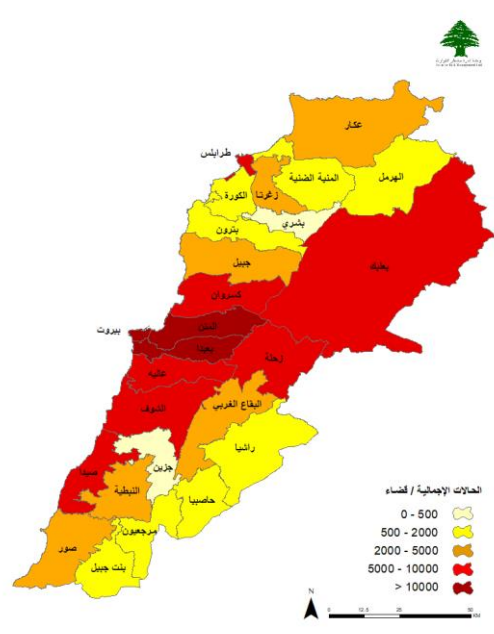 عكار
طرابلس
المنية الضنية
الهرمل
زغرتا
الكورة
بشري
بترون
جبيل
بعلبك
كسروان
المتن
بيروت
بعبدا
زحلة
عاليه
الشوف
البقاع الغربي
راشيا
صيدا
جزين
النبطية
حاصبيا
مرجعيون
صور
بنت جبيل
الحالات الإجمالية / قضاء
0 - 500
500 - 2000
2000 - 5000
5000 - 10000
> 10000
N
0 12.5 25 50
KM